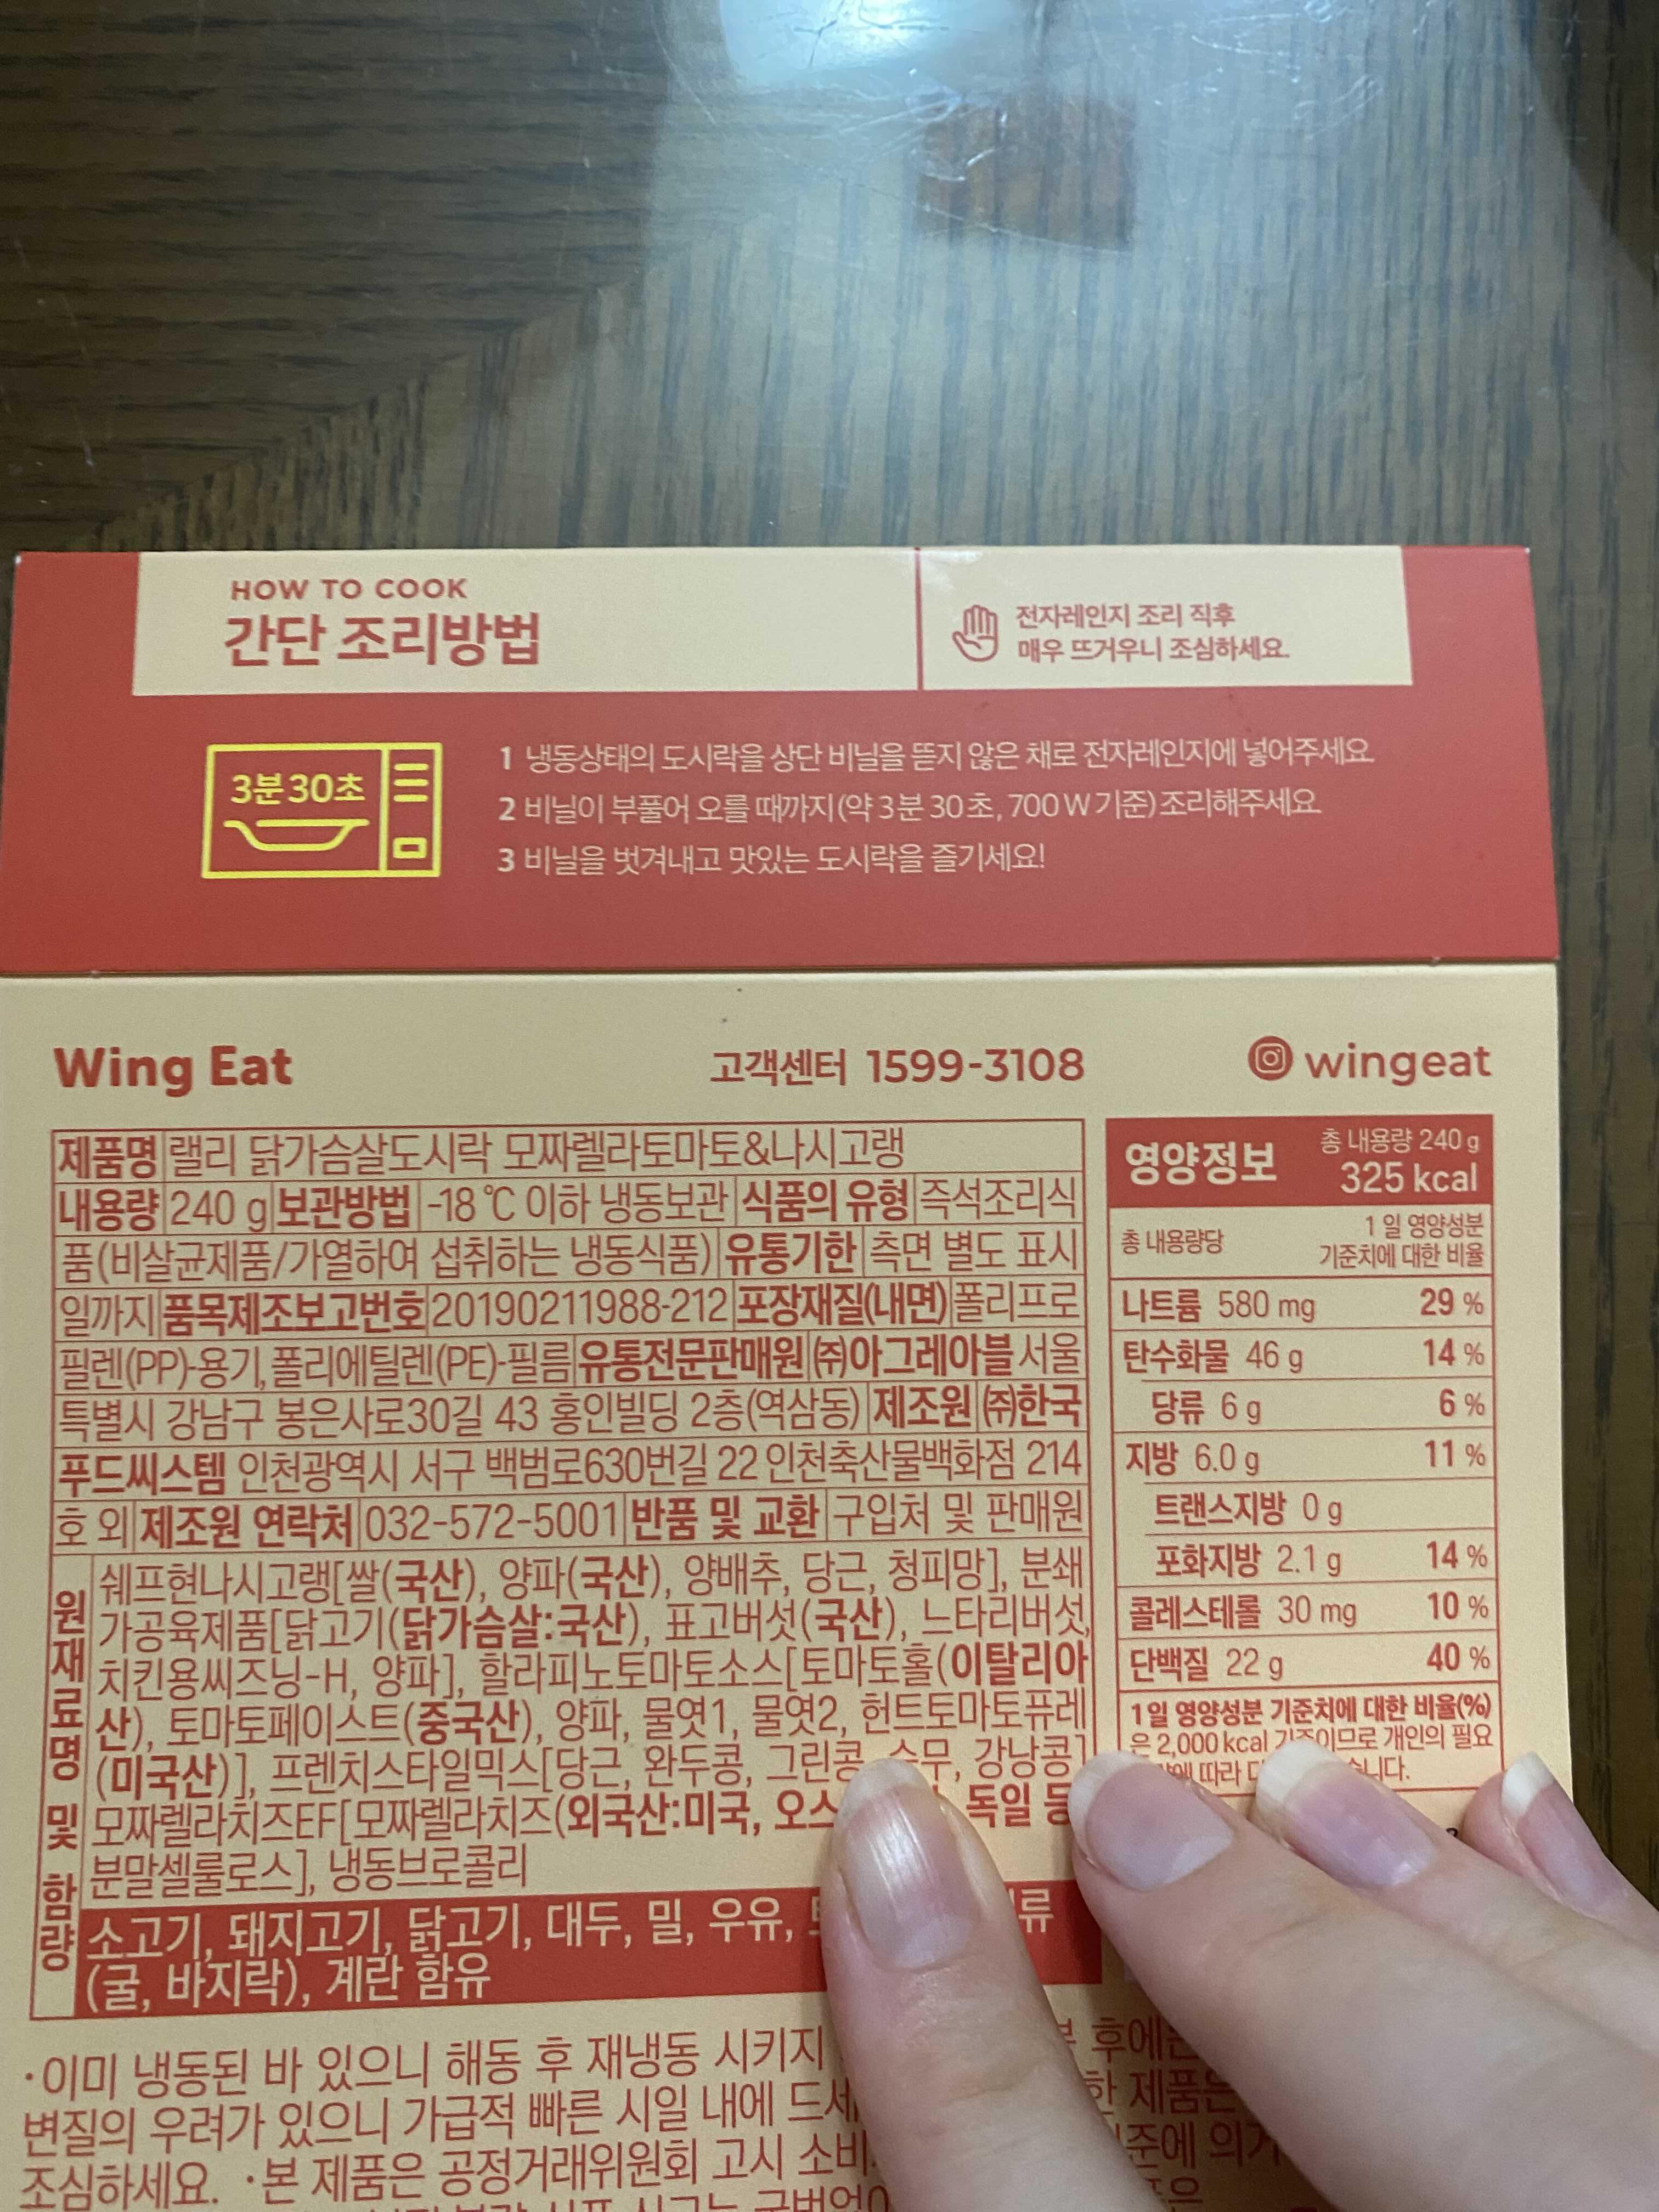 HOW TO COOK
간단 조리방법
전자레인지 조리 직후
매우 뜨거우니 조심하세요.
3분30초
1 냉동상태의 도시락을 상단 비닐을 뜯지 않은 채로 전자레인지에 넣어주세요.
2 비닐이 부풀어 오를 때까지(약 3분 30초, 700W 기준) 조리해주세요.
3 비닐을 벗겨내고 맛있는 도시락을 즐기세요!
Wing Eat
고객센터 1599-3108
wingeat
제품명 랠리 닭가슴살도시락 모짜렐라토마토&나시고랭
내용량 240 g 보관방법 -18 ℃ 이하 냉동보관 식품의 유형 즉석조리식
품(비살균제품/가열하여 섭취하는 냉동식품) 유통기한 측면 별도 표시
일까지 품목제조보고번호 20190211988-212 포장재질(내면) 폴리프로
필렌(PP)-용기, 폴리에틸렌(PE)-필름 유통전문판매원 ㈜아그레아블 서울
특별시 강남구 봉은사로30길 43 홍인빌딩 2층(역삼동) 제조원 ㈜한국
푸드씨스템 인천광역시 서구 백범로630번길 22 인천축산물백화점 214
호 외 제조원 연락처 032-572-5001 반품 및 교환 구입처 및 판매원
원재료명 및 함량
쉐프현나시고랭[쌀(국산), 양파(국산), 양배추, 당근, 청피망], 분쇄
가공육제품[닭고기(닭가슴살:국산), 표고버섯(국산), 느타리버섯,
치킨용씨즈닝-H, 양파], 할라피노토마토소스[토마토홀(이탈리아
산), 토마토페이스트(중국산), 양파, 물엿1, 물엿2, 헌트토마토퓨레
(미국산)], 프렌치스타일믹스[당근, 완두콩, 그린콩, 순무, 강낭콩]
모짜렐라치즈EF[모짜렐라치즈(외국산:미국, 독일 등
분말셀룰로스], 냉동브로콜리
소고기, 돼지고기, 닭고기, 대두, 밀, 우유,
(굴, 바지락), 계란 함유
영양정보
총 내용량 240 g
325 kcal
총 내용량당
1일 영양성분
기준치에 대한 비율
나트륨 580 mg 29 %
탄수화물 46 g 14 %
당류 6 g 6 %
지방 6.0 g 11 %
트랜스지방 0 g
포화지방 2.1 g 14 %
콜레스테롤 30 mg 10 %
단백질 22 g 40 %
1일 영양성분 기준치에 대한 비율(%)
은 2,000 kcal 기준이므로 개인의 필요
따라
·이미 냉동된 바 있으니 해동 후 재냉동 시키지 후에는
변질의 우려가 있으니 가급적 빠른 시일 내에 제품은
조심하세요. ·본 제품은 공정거래위원회 고시